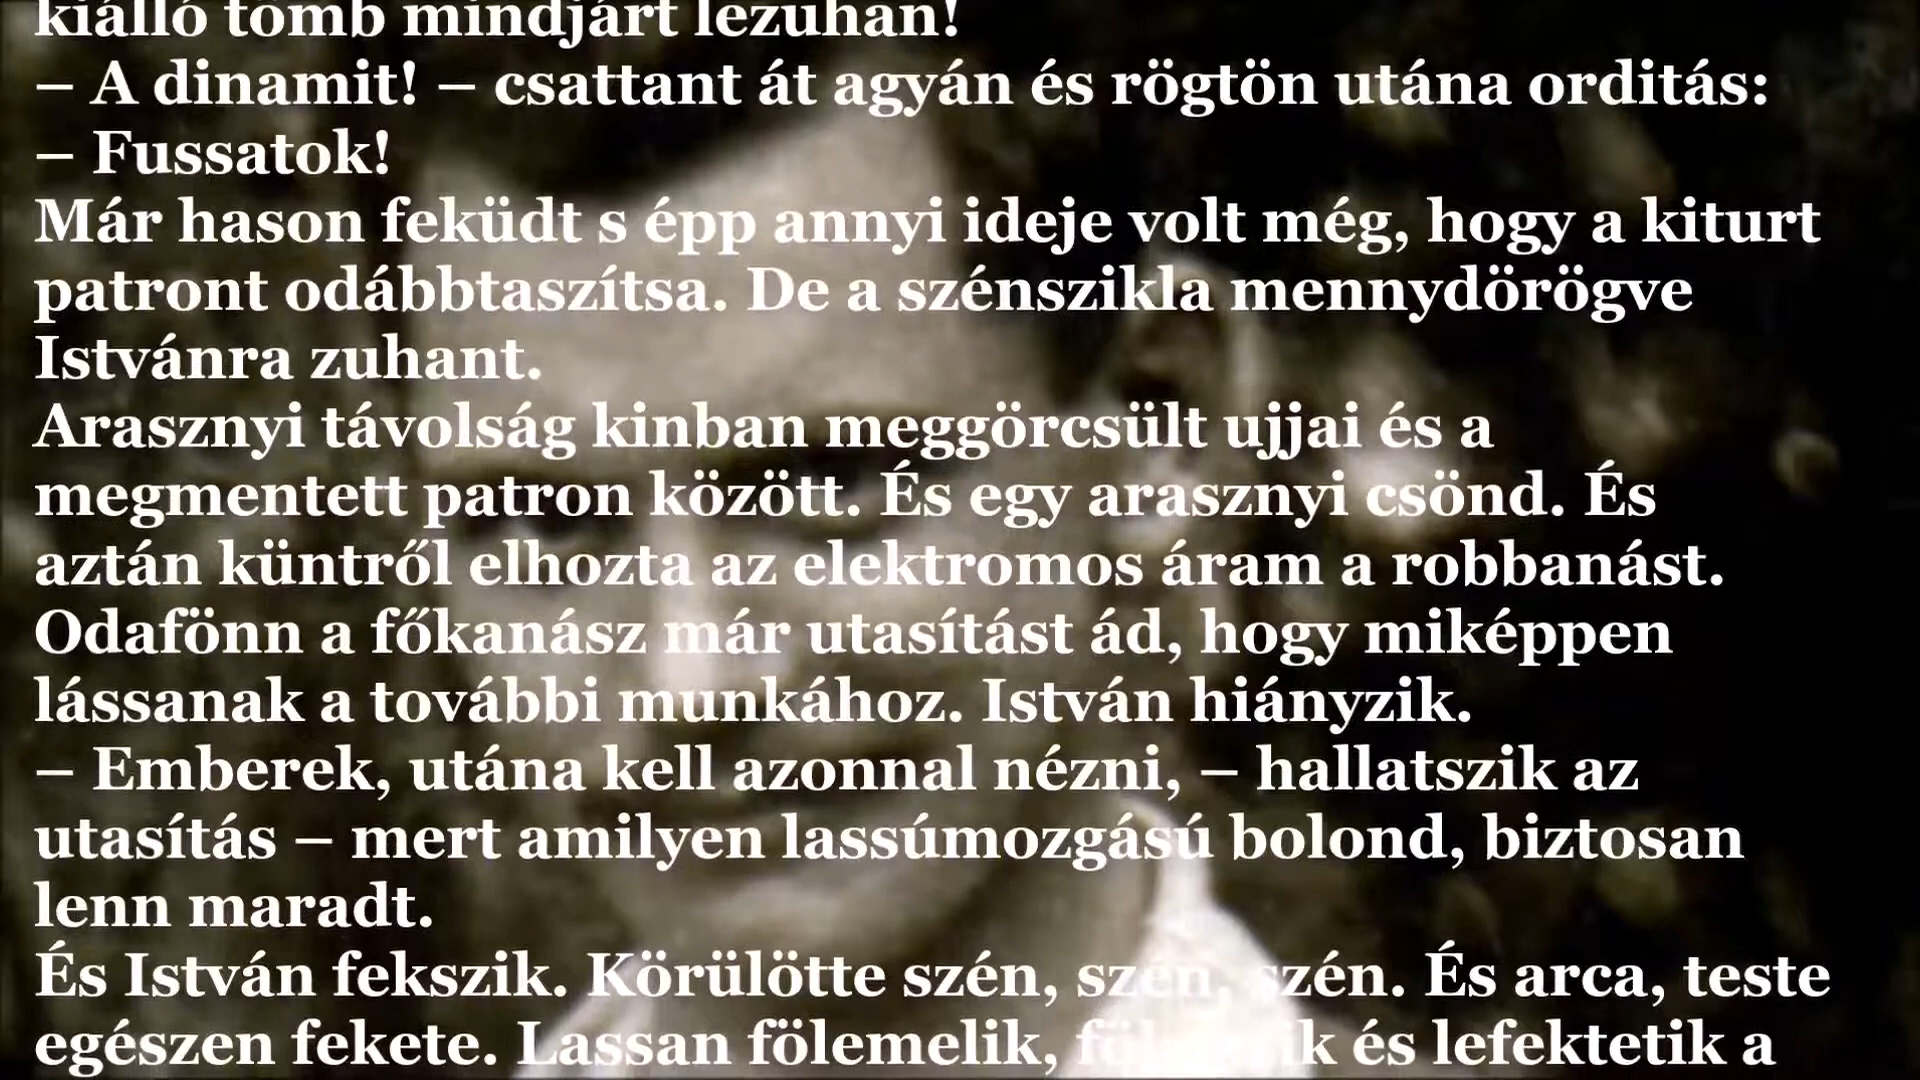 kiálló tömb mindjárt lezuhan!
– A dinamit! – csattant át agyán és rögtön utána orditás:
– Fussatok!
Már hason feküdt s épp annyi ideje volt még, hogy a kiturt
patront odábbtaszítsa. De a szénszikla mennydörögve
Istvánra zuhant.
Arasznyi távolság kinban meggörcsült ujjai és a
megmentett patron között. És egy arasznyi csönd. És
aztán küntről elhozta az elektromos áram a robbanást.
Odafönn a főkanász már utasítást ád, hogy miképpen
lássanak a további munkához. István hiányzik.
– Emberek, utána kell azonnal nézni, – hallatszik az
utasítás – mert amilyen lassúmozgású bolond, biztosan
lenn maradt.
És István fekszik. Körülötte szén, szén, szén. És arca, teste
egészen fekete. Lassan fölemelik, és lefektetik a